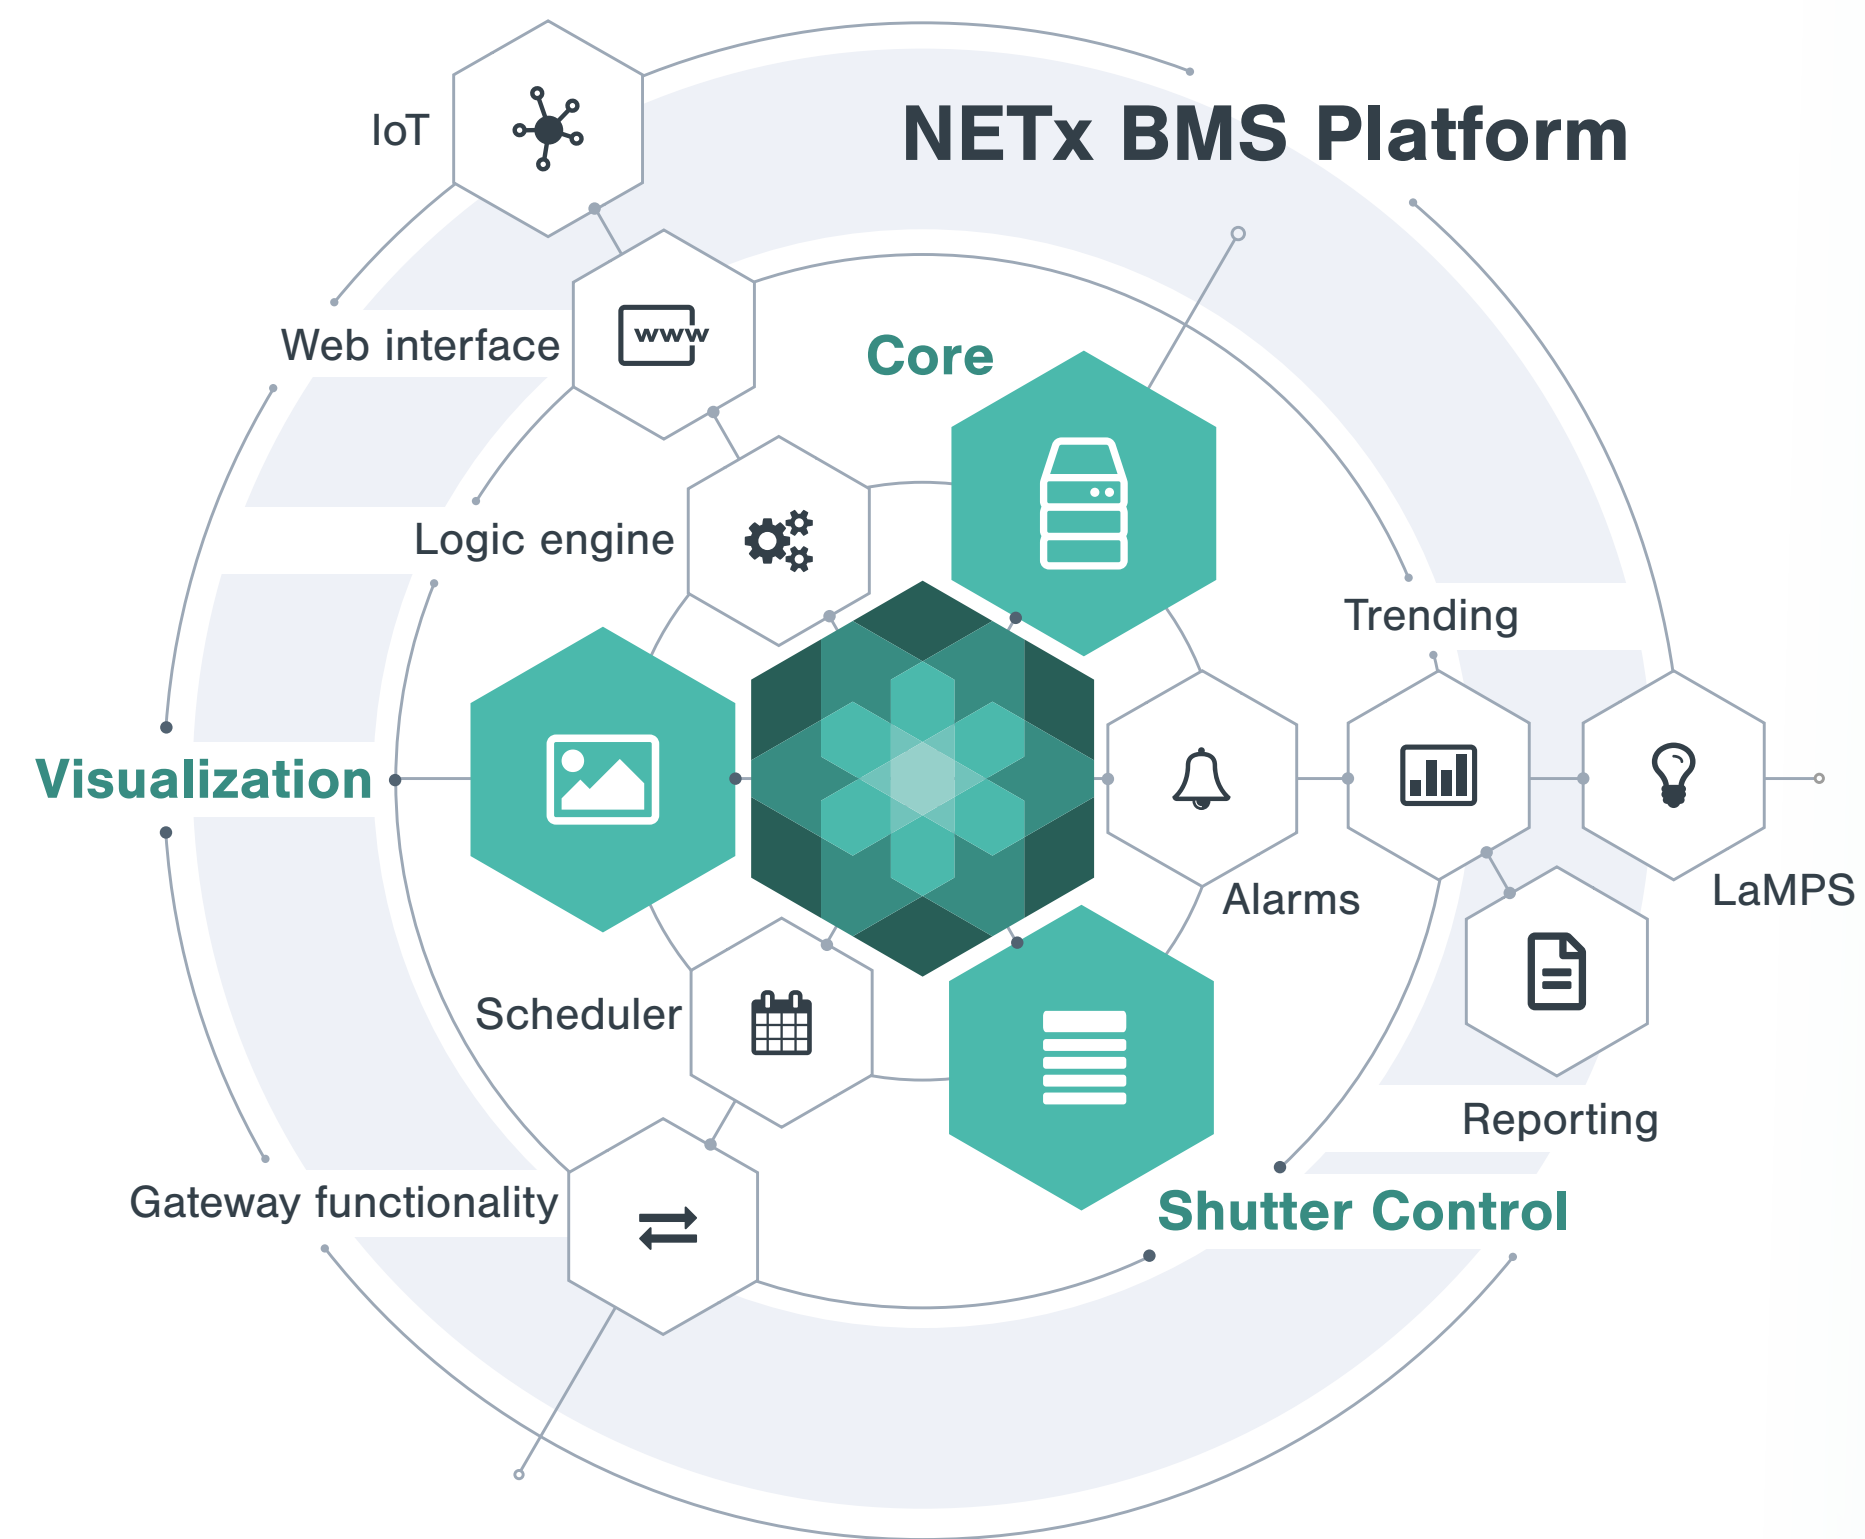 IoT
NETx BMS Platform
Web interface
www
Core
Logic engine
Trending
Visualization
LaMPS
Alarms
Scheduler
Reporting
Gateway functionality
Shutter Control